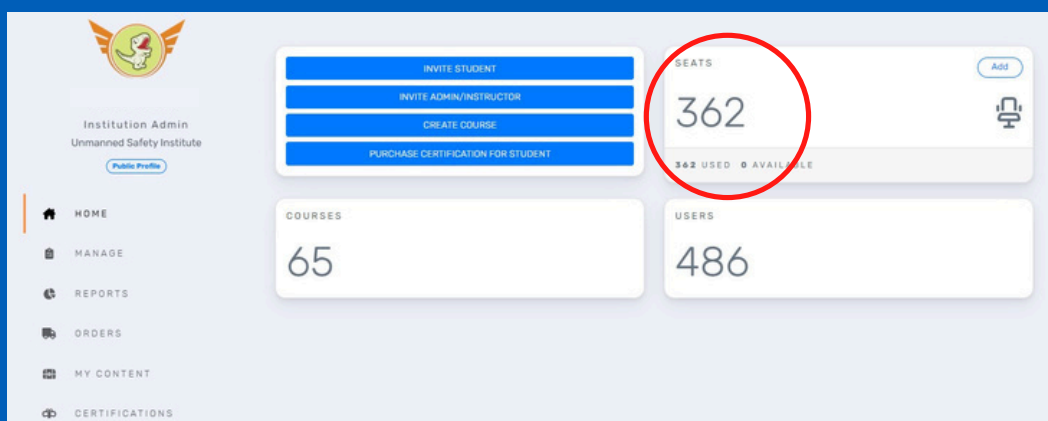 Institution Admin
Unmanned Safety Institute
Public Profile
HOME
MANAGE
REPORTS
ORDERS
MY CONTENT
CERTIFICATIONS
INVITE STUDENT
INVITE ADMIN/INSTRUCTOR
CREATE COURSE
PURCHASE CERTIFICATION FOR STUDENT
SEATS
Add
362
362 USED 0 AVAILABLE
COURSES
65
USERS
486